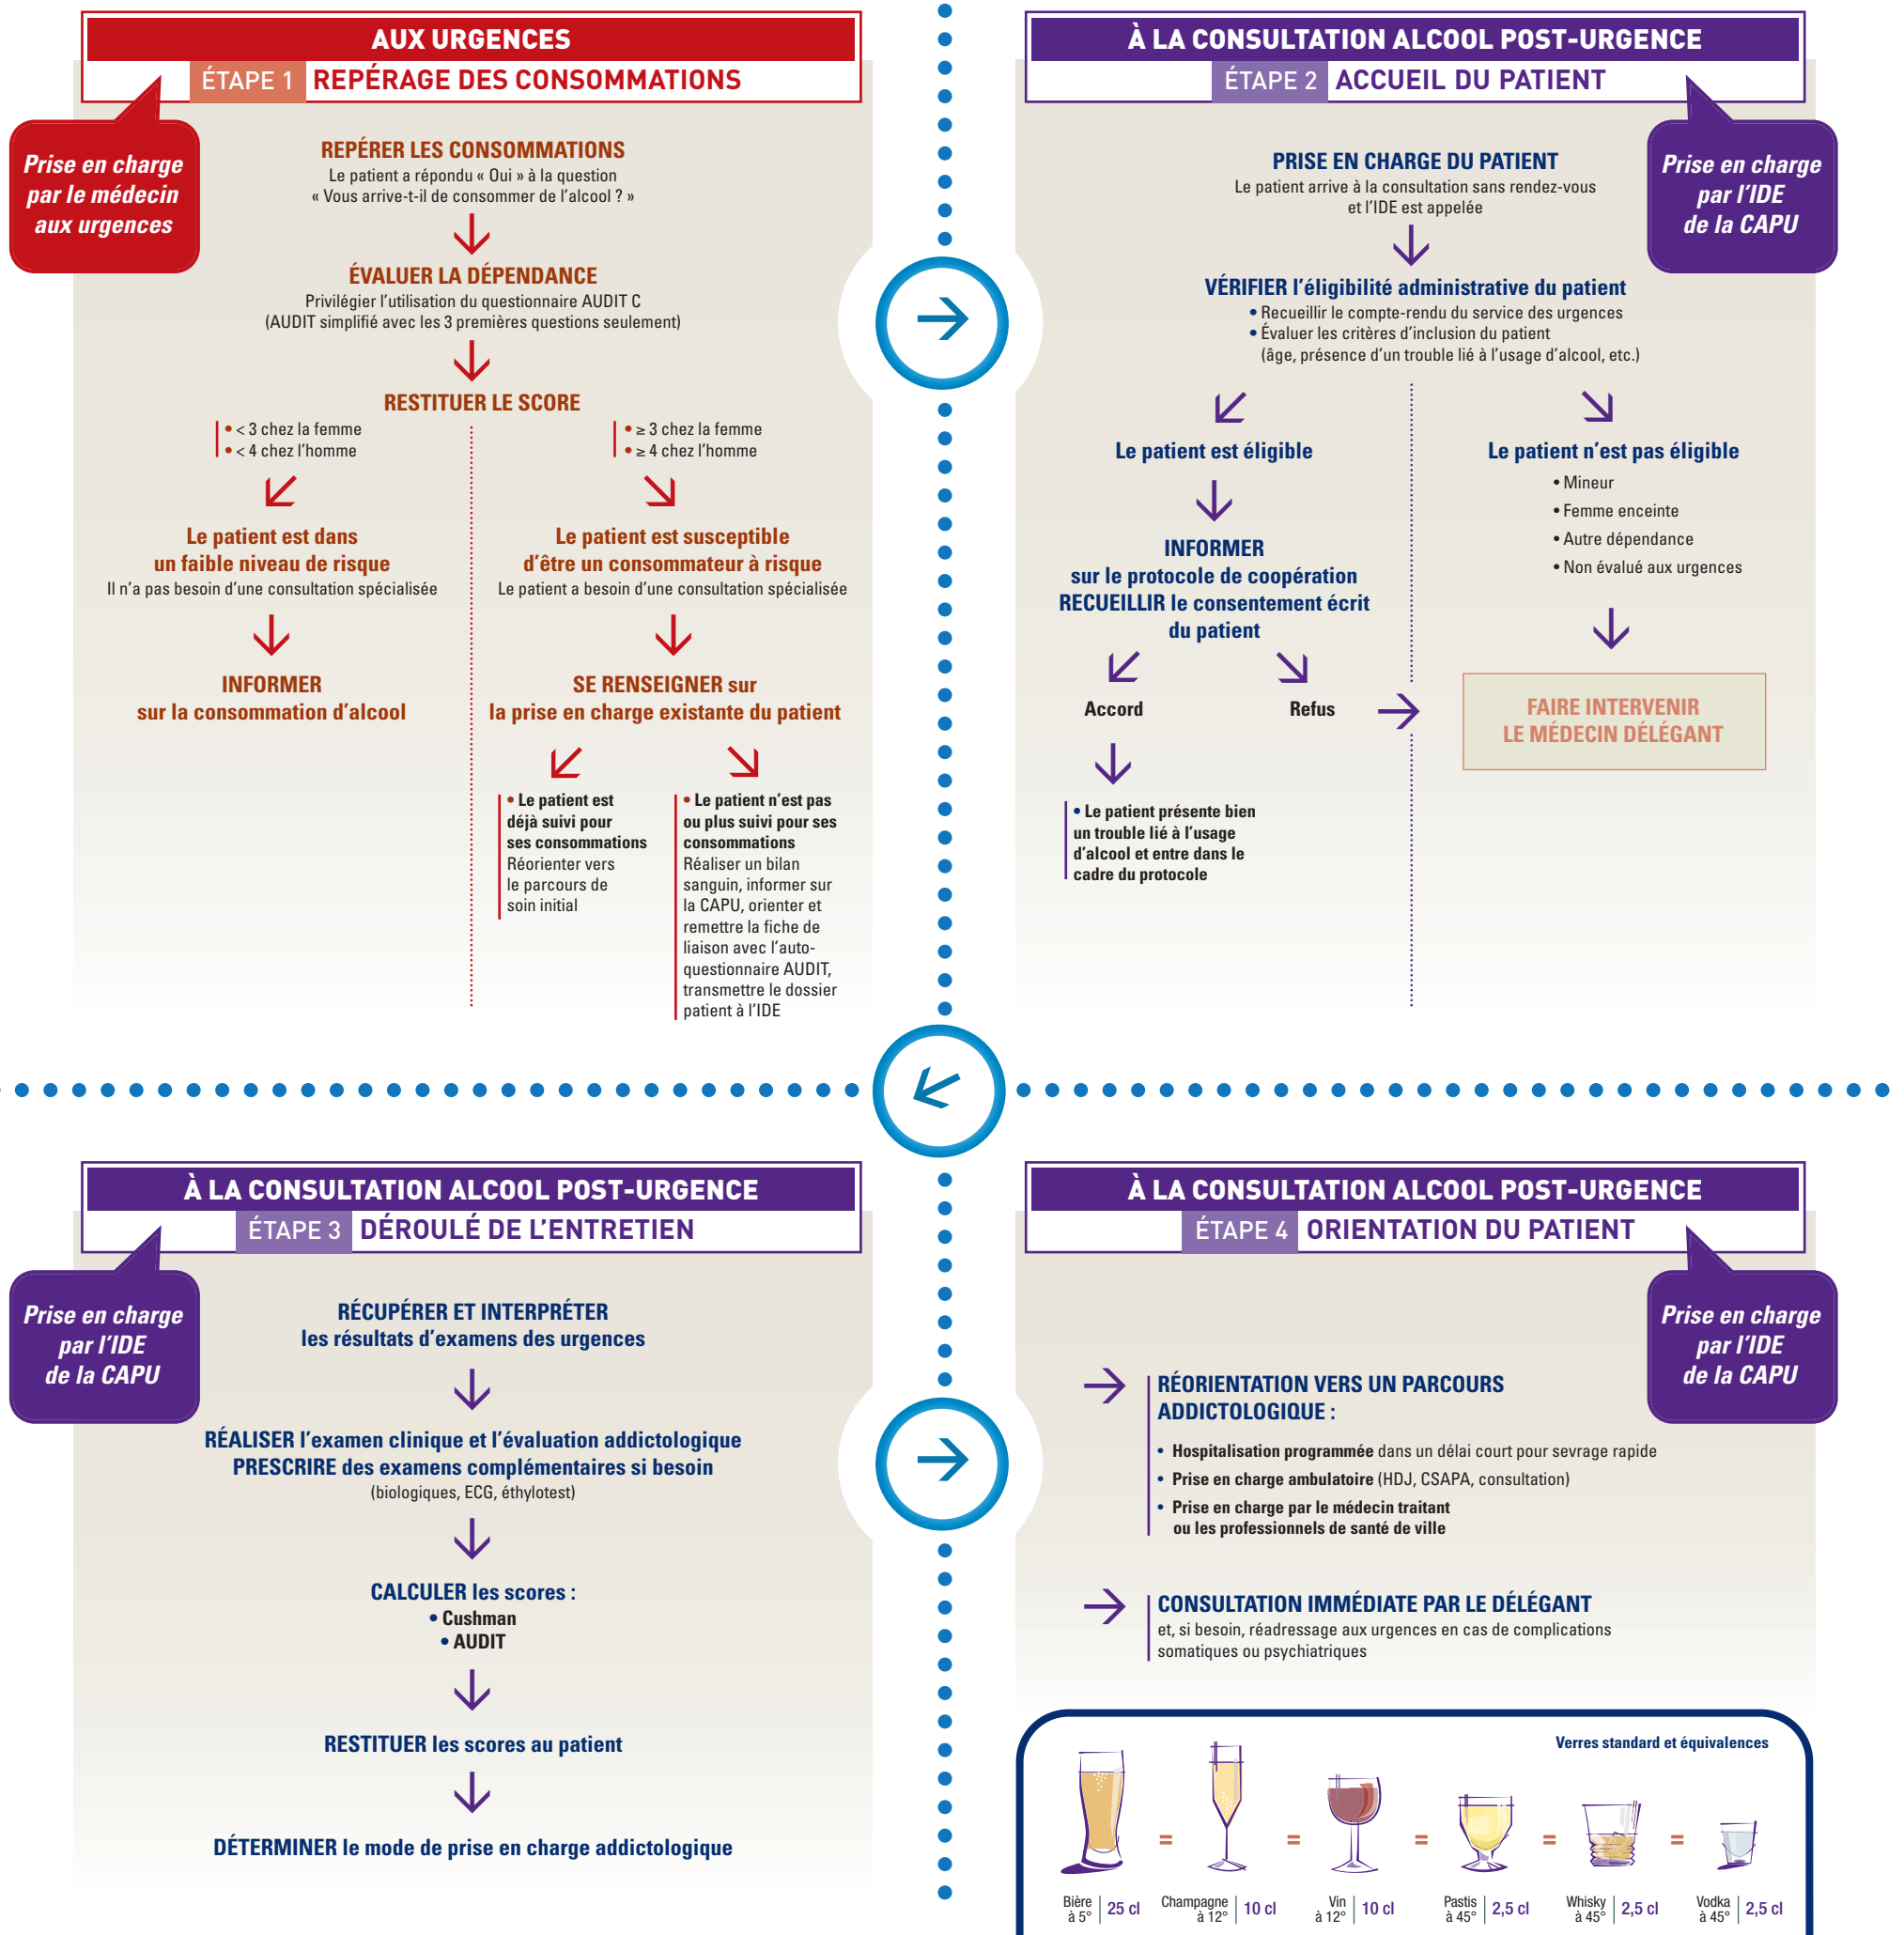 AUX URGENCES
ÉTAPE 1 REPÉRAGE DES CONSOMMATIONS
Prise en charge
par le médecin
aux urgences
REPÉRER LES CONSOMMATIONS
Le patient a répondu « Oui » à la question
« Vous arrive-t-il de consommer de l’alcool ? »
ÉVALUER LA DÉPENDANCE
Privilégier l’utilisation du questionnaire AUDIT C
(AUDIT simplifié avec les 3 premières questions seulement)
RESTITUER LE SCORE
• < 3 chez la femme
• < 4 chez l’homme
Le patient est dans
un faible niveau de risque
Il n’a pas besoin d’une consultation spécialisée
INFORMER
sur la consommation d’alcool
• ≥ 3 chez la femme
• ≥ 4 chez l’homme
Le patient est susceptible
d’être un consommateur à risque
Le patient a besoin d’une consultation spécialisée
SE RENSEIGNER sur
la prise en charge existante du patient
• Le patient est
déjà suivi pour
ses consommations
Réorienter vers
le parcours de
soin initial
• Le patient n’est pas
ou plus suivi pour ses
consommations
Réaliser un bilan
sanguin, informer sur
la CAPU, orienter et
remettre la fiche de
liaison avec l’auto-
questionnaire AUDIT,
transmettre le dossier
patient à l’IDE
À LA CONSULTATION ALCOOL POST-URGENCE
ÉTAPE 2 ACCUEIL DU PATIENT
Prise en charge
par l’IDE
de la CAPU
PRISE EN CHARGE DU PATIENT
Le patient arrive à la consultation sans rendez-vous
et l’IDE est appelée
VÉRIFIER l’éligibilité administrative du patient
• Recueillir le compte-rendu du service des urgences
• Évaluer les critères d’inclusion du patient
(âge, présence d’un trouble lié à l’usage d’alcool, etc.)
Le patient est éligible
INFORMER
sur le protocole de coopération
RECUEILLIR le consentement écrit
du patient
Accord
Refus
• Le patient présente bien
un trouble lié à l’usage
d’alcool et entre dans le
cadre du protocole
Le patient n’est pas éligible
• Mineur
• Femme enceinte
• Autre dépendance
• Non évalué aux urgences
FAIRE INTERVENIR
LE MÉDECIN DÉLÉGANT
À LA CONSULTATION ALCOOL POST-URGENCE
ÉTAPE 3 DÉROULÉ DE L’ENTRETIEN
Prise en charge
par l’IDE
de la CAPU
RÉCUPÉRER ET INTERPRÉTER
les résultats d’examens des urgences
RÉALISER l’examen clinique et l’évaluation addictologique
PRESCRIRE des examens complémentaires si besoin
(biologiques, ECG, éthylotest)
CALCULER les scores :
• Cushman
• AUDIT
RESTITUER les scores au patient
DÉTERMINER le mode de prise en charge addictologique
À LA CONSULTATION ALCOOL POST-URGENCE
ÉTAPE 4 ORIENTATION DU PATIENT
Prise en charge
par l’IDE
de la CAPU
RÉORIENTATION VERS UN PARCOURS
ADDICTOLOGIQUE :
• Hospitalisation programmée dans un délai court pour sevrage rapide
• Prise en charge ambulatoire (HDJ, CSAPA, consultation)
• Prise en charge par le médecin traitant
ou les professionnels de santé de ville
CONSULTATION IMMÉDIATE PAR LE DÉLÉGANT
et, si besoin, réadressage aux urgences en cas de complications
somatiques ou psychiatriques
Verres standard et équivalences
= = = = =
Bière à 5° 25 cl
Champagne à 12° 10 cl
Vin à 12° 10 cl
Pastis à 45° 2,5 cl
Whisky à 45° 2,5 cl
Vodka à 45° 2,5 cl